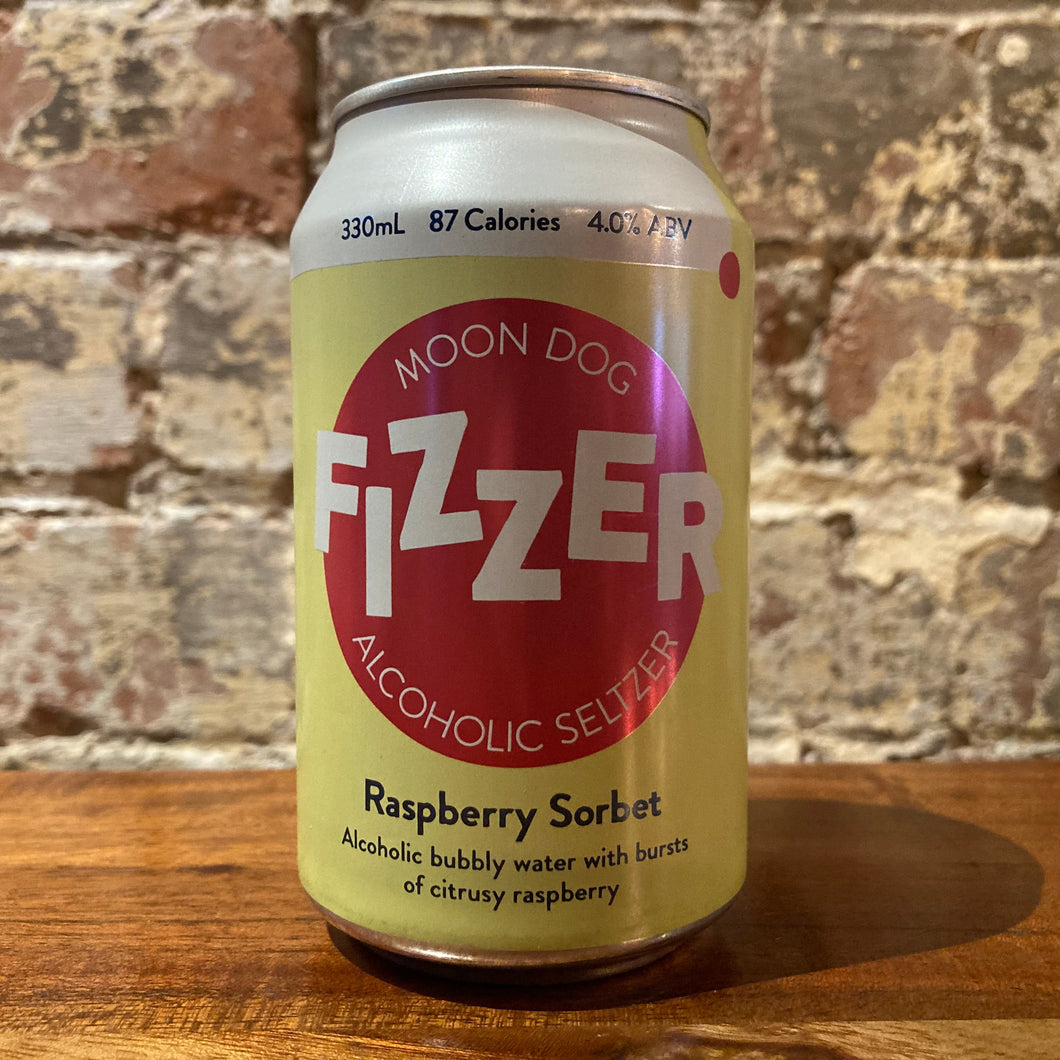 330mL 87 Calories 4.0% ABV
MOON DOG
FIZZER
ALCOHOLIC SELTZER
Raspberry Sorbet
Alcoholic bubbly water with bursts
of citrusy raspberry